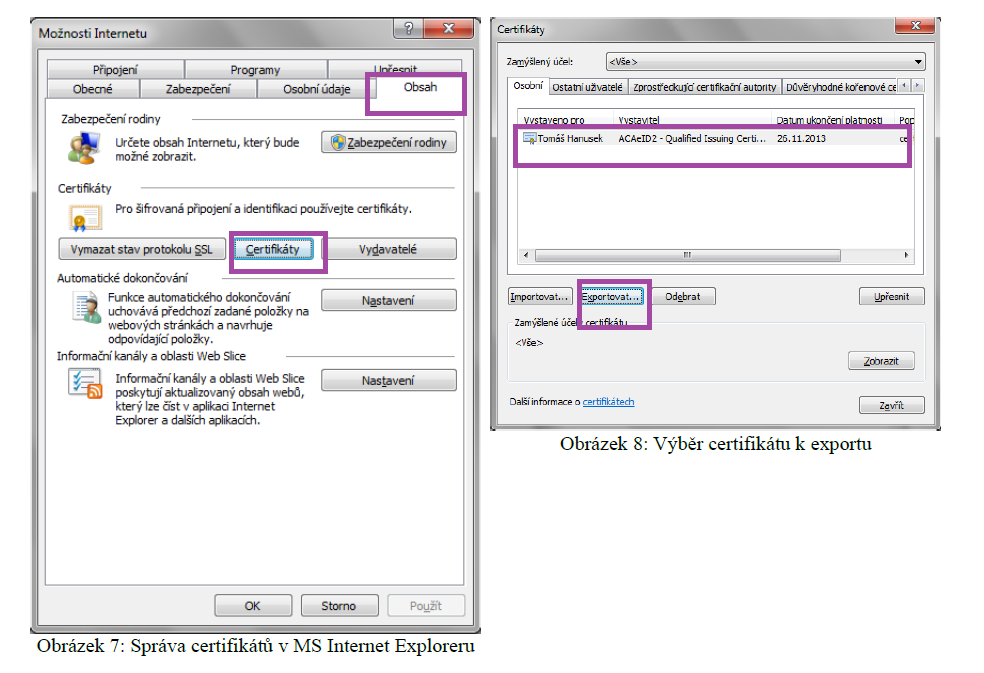 Možnosti Internetu
Připojení Programy Upřesnit
Obecné Zabezpečení Osobní údaje Obsah
Zabezpečení rodiny
Určete obsah Internetu, který bude
možné zobrazit.
Zabezpečení rodiny
Certifikáty
Pro šifrovaná připojení a identifikaci používejte certifikáty.
Vymazat stav protokolu SSL Certifikáty Vydavatelé
Automatické dokončování
Funkce automatického dokončování
uchovává předchozí zadané položky na
webových stránkách a navrhuje
odpovídající položky.
Nastavení
Informační kanály a oblasti Web Slice
Informační kanály a oblasti Web Slice
poskytují aktualizovaný obsah webů,
který lze číst v aplikaci Internet
Explorer a dalších aplikacích.
Nastavení
OK Storno Použít
Obrázek 7: Správa certifikátů v MS Internet Exploreru
Certifikáty
Zamýšlený účel: <Vše>
Osobní Ostatní uživatelé Zprostředkující certifikační autority Důvěryhodné kořenové ce
Vystaveno pro Vystavitel Datum ukončení platnosti Pop
Tomáš Hanusek ACAeID2 - Qualified Issuing Certi... 26.11.2013 ce
Importovat... Exportovat... Odebrat Upřesnit
Zamýšlené účely certifikátu
<Vše>
Zobrazit
Další informace o certifikátech
Zavřít
Obrázek 8: Výběr certifikátu k exportu